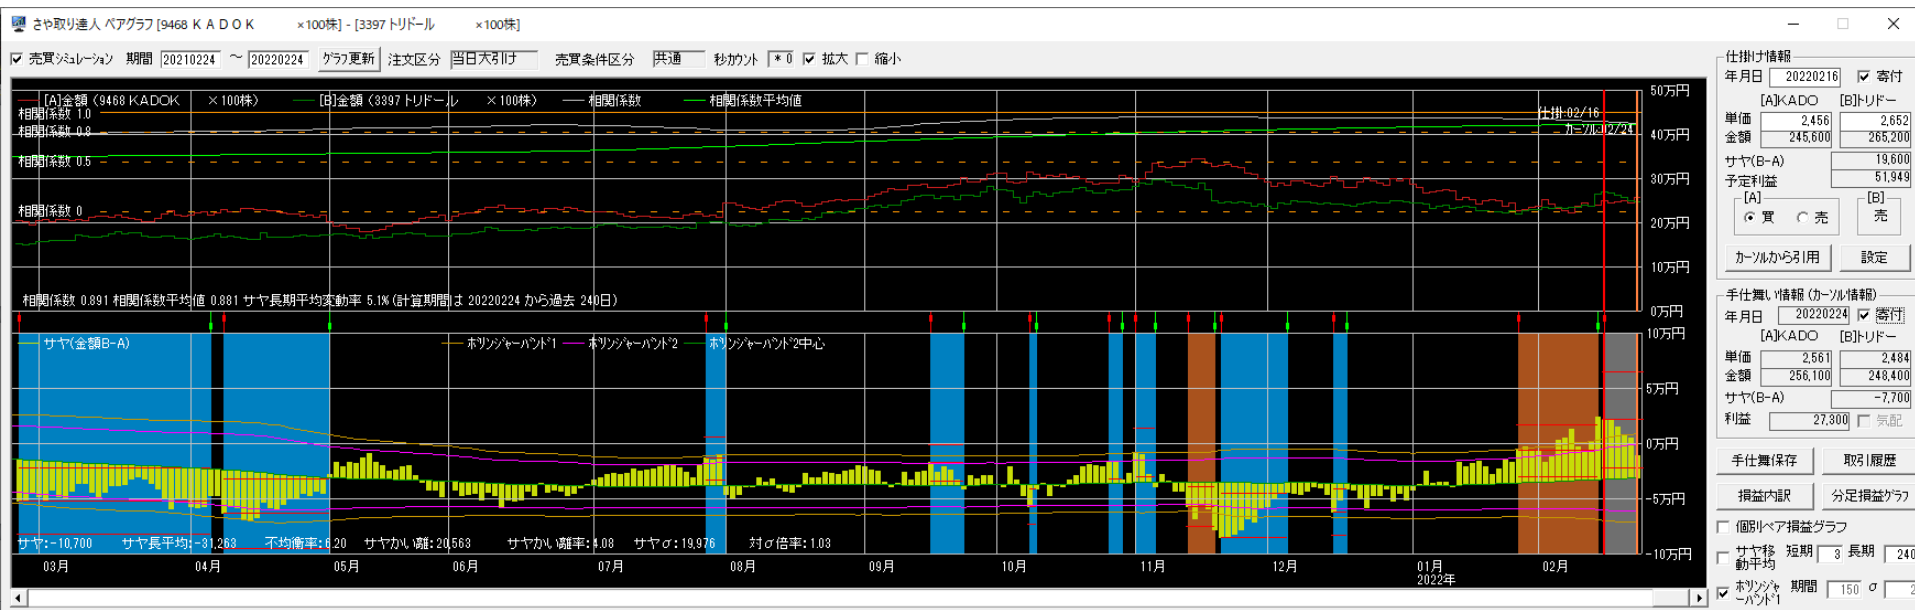 さや取り達人 ペアグラフ [9468 ＫＡＤＯＫ ×100株] - [3397 トリドール ×100株]
売買シュミレーション 期間 20210224 ～ 20220224 グラフ更新 注文区分 当日大引け 売買条件区分 共通 秒カウント * 0 拡大 縮小
[A]金額 (9468 KADOK ×100株) [B]金額 (3397 トリドール ×100株) 相関係数 相関係数平均値
相関係数 1.0
相関係数 0.8
相関係数 0.5
相関係数 0
仕掛:02/16
カーソル:02/24
50万円
40万円
30万円
20万円
10万円
0万円
相関係数 0.891 相関係数平均値 0.881 サヤ長期平均変動率 5.1% (計算期間は 20220224 から過去 240日)
サヤ(金額B-A) ボリンジャーバンド1 ボリンジャーバンド2 ボリンジャーバンド2中心
10万円
5万円
0万円
-5万円
-10万円
サヤ:-10,700 サヤ長平均:-31,263 不均衡率:6.20 サヤかい離:20,563 サヤかい離率:4.08 サヤσ:19,976 対σ倍率:1.03
03月 04月 05月 06月 07月 08月 09月 10月 11月 12月 01月 02月
2022年
仕掛け情報
年月日 20220216 寄付
[A]KADO [B]トリドー
単価 2,456 2,652
金額 245,600 265,200
サヤ(B-A) 19,600
予定利益 51,949
[A] [B]
買 売 売
カーソルから引用 設定
手仕舞い情報 (カーソル情報)
年月日 20220224 寄付
[A]KADO [B]トリドー
単価 2,561 2,484
金額 256,100 248,400
サヤ(B-A) -7,700
利益 27,300 気配
手仕舞保存 取引履歴
損益内訳 分足損益グラフ
個別ペア損益グラフ
サヤ移動平均 短期 3 長期 240
ボリンジャーバンド1 期間 150 σ 2